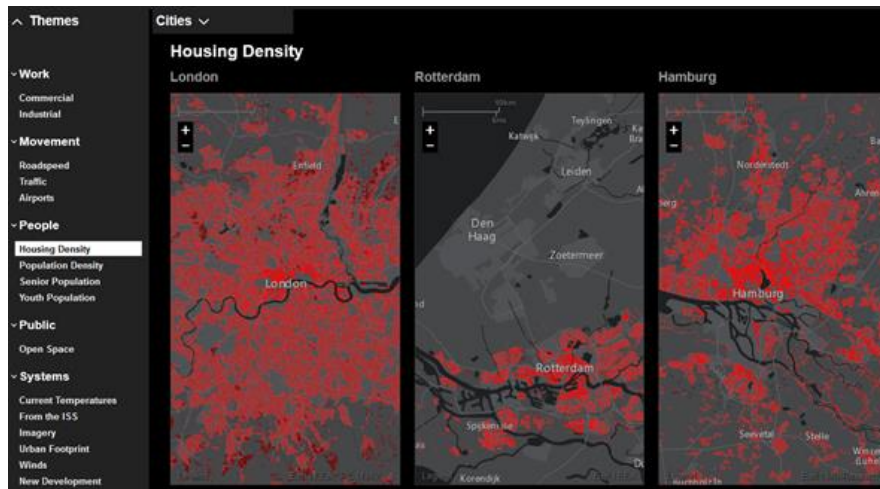 Themes
Cities
Housing Density
Work
Commercial
Industrial
Movement
Roadspeed
Traffic
Airports
People
Housing Density
Population Density
Senior Population
Youth Population
Public
Open Space
Systems
Current Temperatures
From the ISS
Imagery
Urban Footprint
Winds
New Development
London
+
−
Enfield
London
Rotterdam
+
−
Teylingen
Katwijk
Leiden
Den
Haag
Zoetermeer
Rotterdam
Korendijk
Hamburg
+
−
Norderstedt
Ahren
Hamburg
Seevetal
Stelle